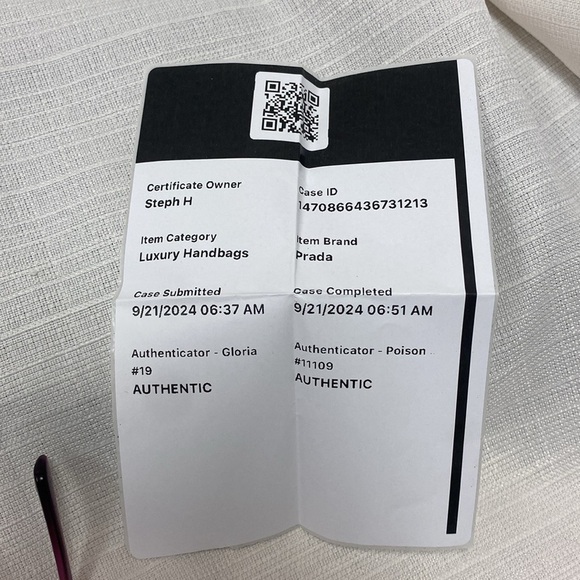 Certificate Owner
Steph H
Case ID
1470866436731213
Item Category
Luxury Handbags
Item Brand
Prada
Case Submitted
9/21/2024 06:37 AM
Case Completed
9/21/2024 06:51 AM
Authenticator - Gloria
#19
AUTHENTIC
Authenticator - Poison
#11109
AUTHENTIC